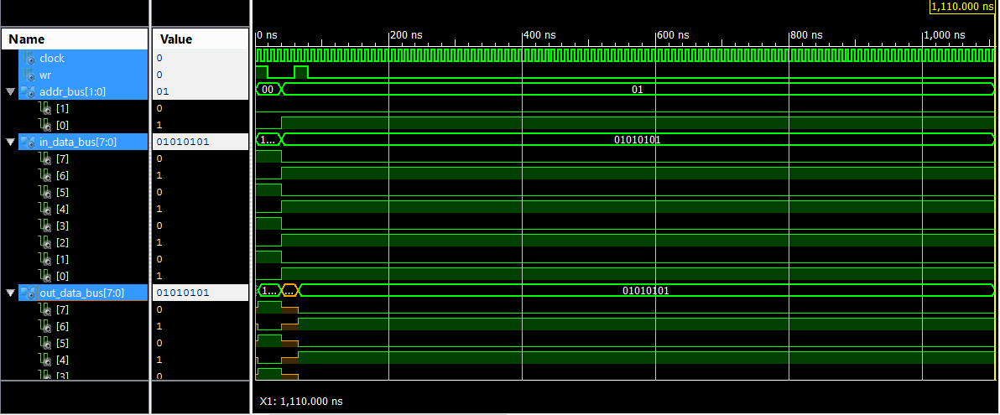 1,110.000 ns
Name Value 0 ns 200 ns 400 ns 600 ns 800 ns 1,000 ns
clock 0
wr 0
addr_bus[1:0] 01 00 01
[1] 0
[0] 1
in_data_bus[7:0] 01010101 1... 01010101
[7] 0
[6] 1
[5] 0
[4] 1
[3] 0
[2] 1
[1] 0
[0] 1
out_data_bus[7:0] 01010101 1... ... 01010101
[7] 0
[6] 1
[5] 0
[4] 1
[3] 0
X1: 1,110.000 ns